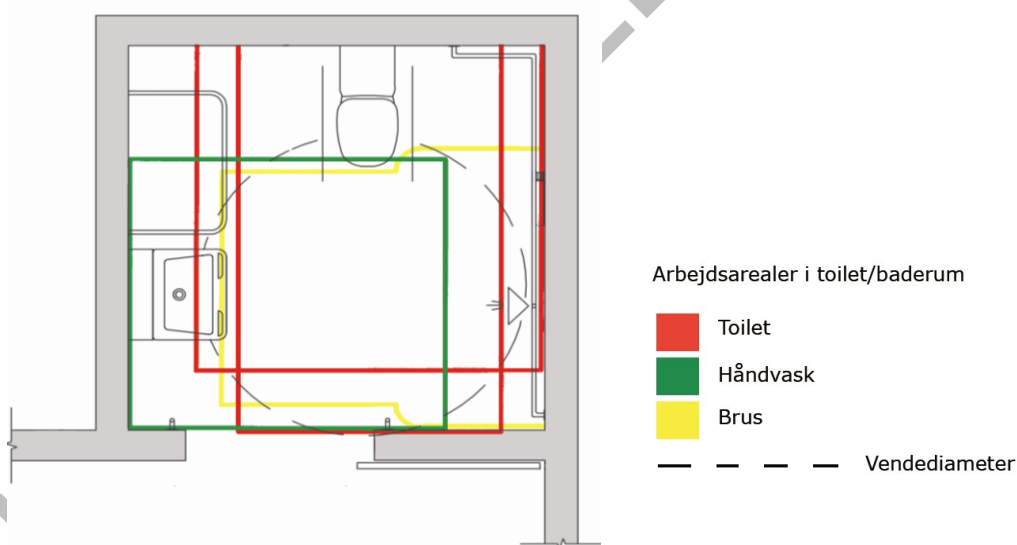 Arbejdsarealer i toilet/baderum
Toilet
Håndvask
Brus
Vendediameter